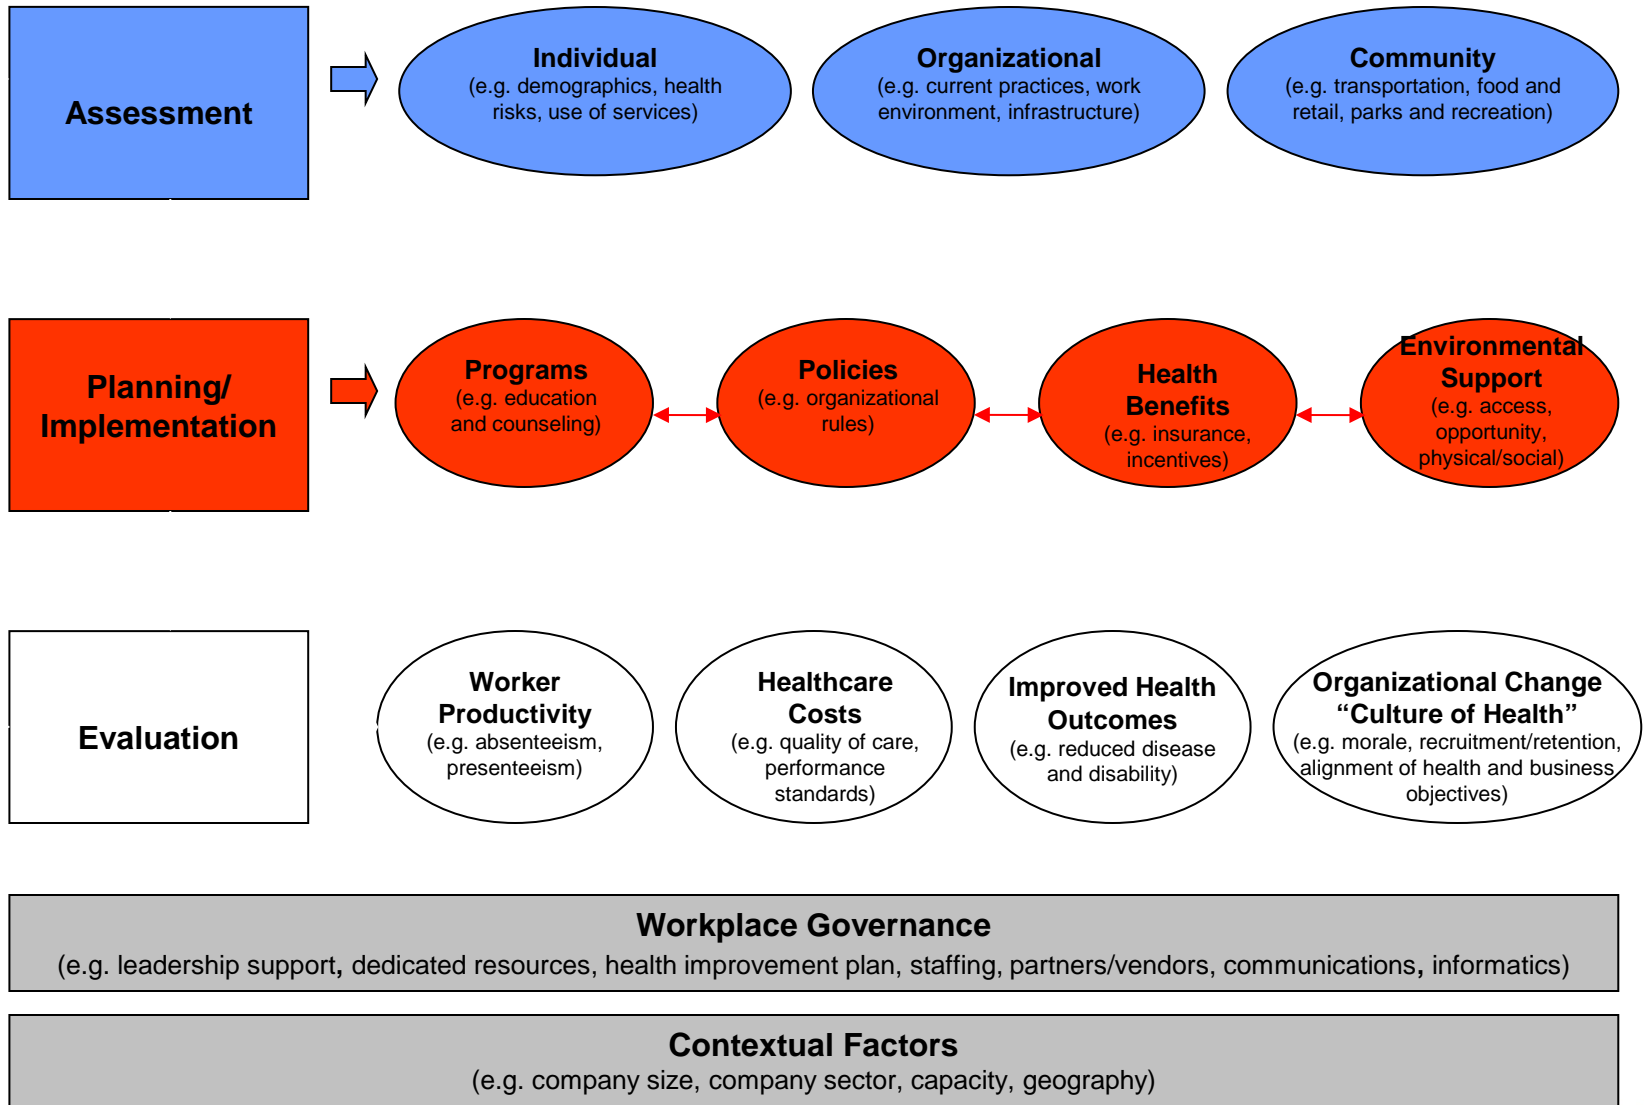 Assessment
Individual
(e.g. demographics, health
risks, use of services)
Organizational
(e.g. current practices, work
environment, infrastructure)
Community
(e.g. transportation, food and
retail, parks and recreation)
Planning/
Implementation
Programs
(e.g. education
and counseling)
Policies
(e.g. organizational
rules)
Health
Benefits
(e.g. insurance,
incentives)
Environmental
Support
(e.g. access,
opportunity,
physical/social)
Evaluation
Worker
Productivity
(e.g. absenteeism,
presenteeism)
Healthcare
Costs
(e.g. quality of care,
performance
standards)
Improved Health
Outcomes
(e.g. reduced disease
and disability)
Organizational Change
“Culture of Health”
(e.g. morale, recruitment/retention,
alignment of health and business
objectives)
Workplace Governance
(e.g. leadership support, dedicated resources, health improvement plan, staffing, partners/vendors, communications, informatics)
Contextual Factors
(e.g. company size, company sector, capacity, geography)